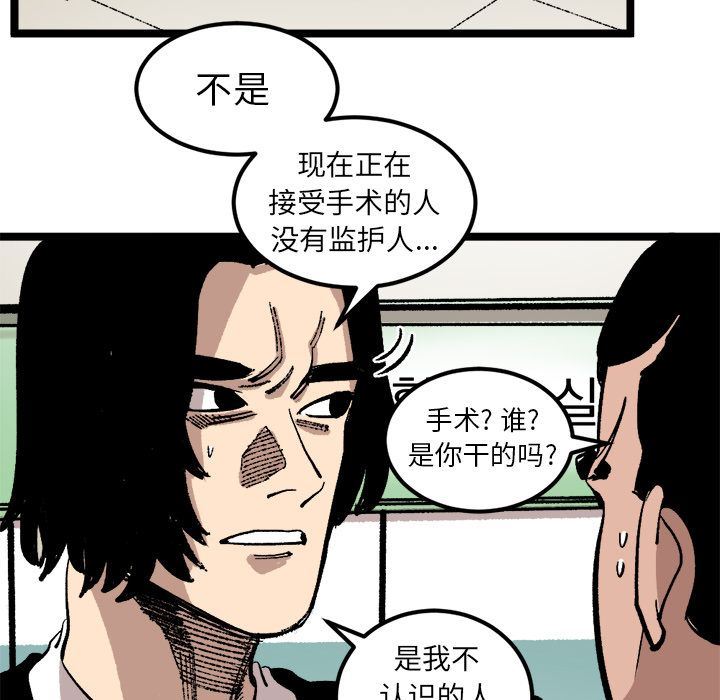 不是
现在正在
接受手术的人
没有监护人...
手术? 谁?
是你干的吗?
실
是我不
认识的人